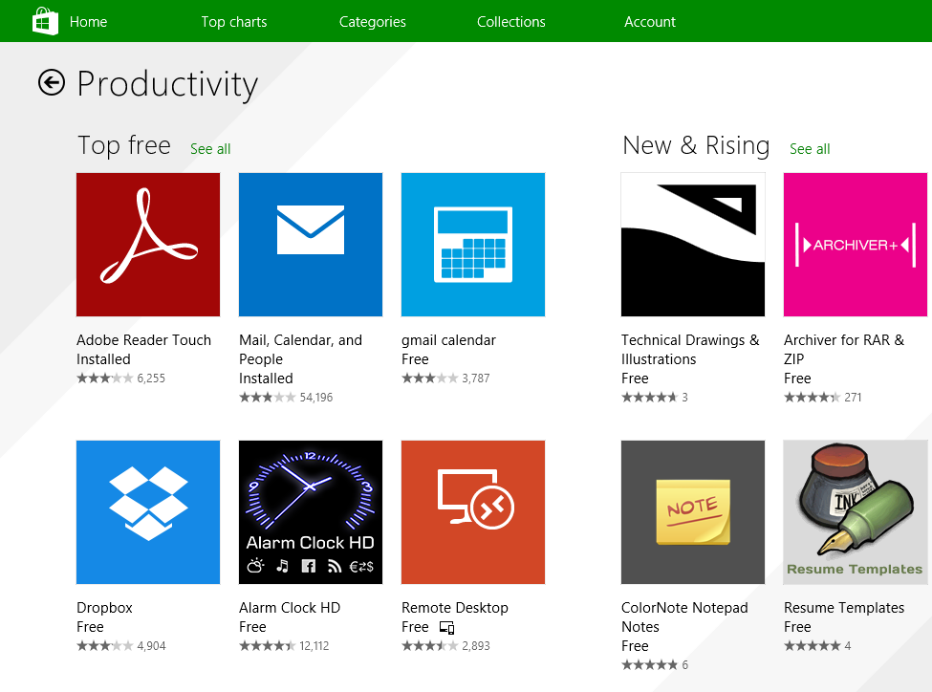 Home Top charts Categories Collections Account
Productivity
Top free See all
Adobe Reader Touch
Installed
6,255
Mail, Calendar, and
People
Installed
54,196
gmail calendar
Free
3,787
Dropbox
Free
4,904
Alarm Clock HD
12
3
€⇄$
Alarm Clock HD
Free
12,112
Remote Desktop
Free
2,893
New & Rising See all
Technical Drawings &
Illustrations
Free
3
ARCHIVER+
Archiver for RAR &
ZIP
Free
271
NOTE
ColorNote Notepad
Notes
Free
6
INK
Resume Templates
Resume Templates
Free
4